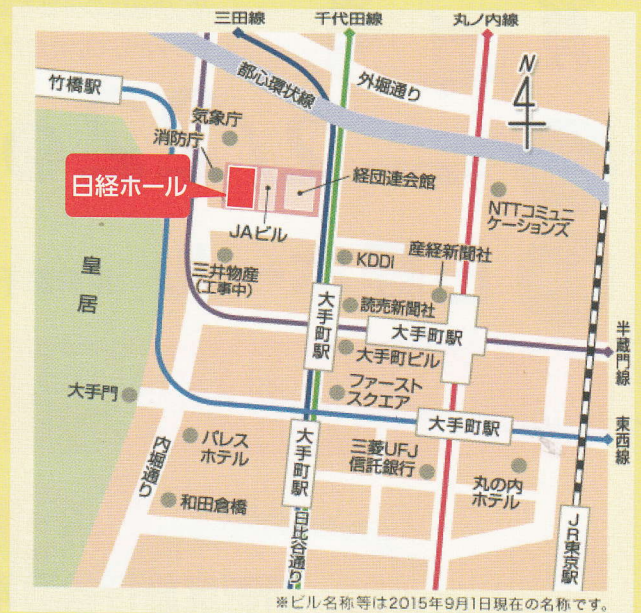 三田線
千代田線
丸ノ内線
竹橋駅
都心環状線
外堀通り
N
気象庁
消防庁
日経ホール
経団連会館
JAビル
NTTコミュニ
ケーションズ
皇居
三井物産
(工事中)
KDDI
産経新聞社
読売新聞社
大手町駅
大手町駅
大手町ビル
半蔵門線
大手門
ファースト
スクエア
大手町駅
東西線
パレス
ホテル
大手町駅
三菱UFJ
信託銀行
丸の内
ホテル
内堀通り
和田倉橋
日比谷通り
JR東京駅
※ビル名称等は2015年9月1日現在の名称です。